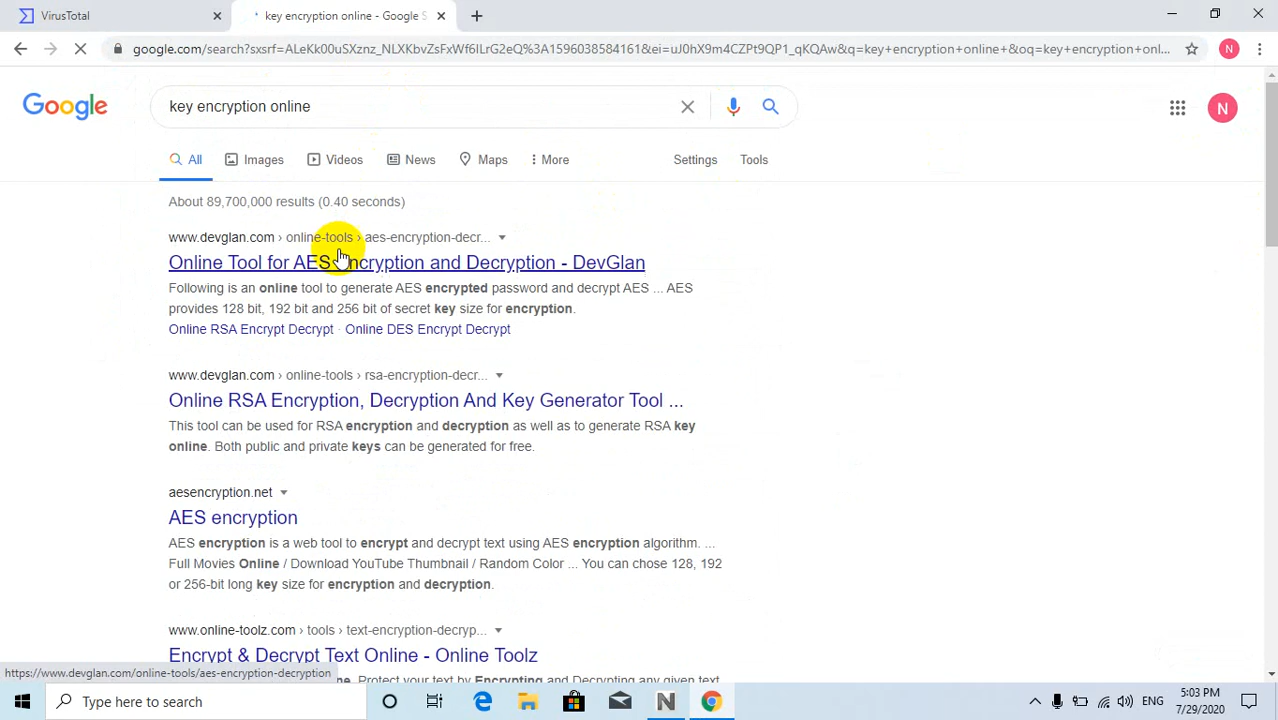 VirusTotal
key encryption online - Google S
google.com/search?sxsrf=ALeKk00uSXznz_NLXKbvZsFxWf6ILrG2eQ%3A1596038584161&ei=uJ0hX9m4CZPt9QP1_qKQAw&q=key+encryption+online+&oq=key+encryption+onl...
N
Google
key encryption online
N
All
Images
Videos
News
Maps
More
Settings
Tools
About 89,700,000 results (0.40 seconds)
www.devglan.com › online-tools › aes-encryption-decr...
Online Tool for AES Encryption and Decryption - DevGlan
Following is an online tool to generate AES encrypted password and decrypt AES ... AES
provides 128 bit, 192 bit and 256 bit of secret key size for encryption.
Online RSA Encrypt Decrypt · Online DES Encrypt Decrypt
www.devglan.com › online-tools › rsa-encryption-decr...
Online RSA Encryption, Decryption And Key Generator Tool ...
This tool can be used for RSA encryption and decryption as well as to generate RSA key
online. Both public and private keys can be generated for free.
aesencryption.net
AES encryption
AES encryption is a web tool to encrypt and decrypt text using AES encryption algorithm. ...
Full Movies Online / Download YouTube Thumbnail / Random Color ... You can chose 128, 192
or 256-bit long key size for encryption and decryption.
www.online-toolz.com › tools › text-encryption-decryp...
Encrypt & Decrypt Text Online - Online Toolz
Protect your text by Encrypting and Decrypting any given text
https://www.devglan.com/online-tools/aes-encryption-decryption
Type here to search
N
ENG
5:03 PM
7/29/2020